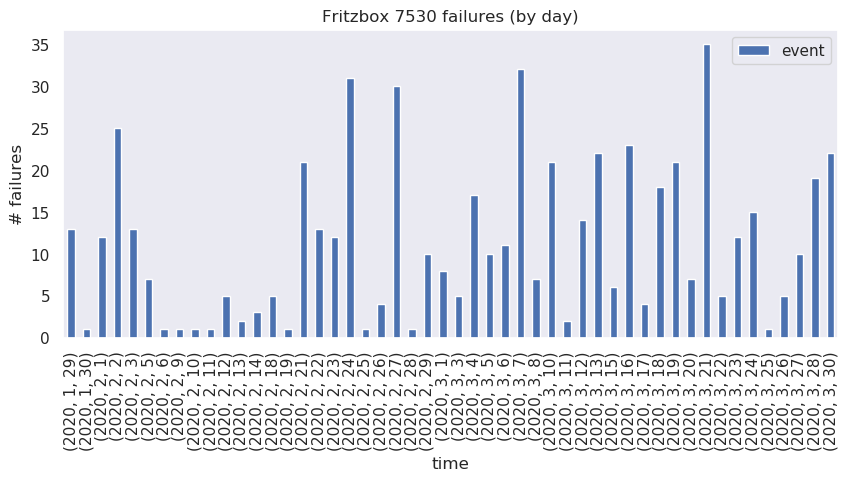 Fritzbox 7530 failures (by day)
event
# failures
35
30
25
20
15
10
5
0
(2020, 1, 29)
(2020, 1, 30)
(2020, 2, 1)
(2020, 2, 2)
(2020, 2, 3)
(2020, 2, 5)
(2020, 2, 6)
(2020, 2, 9)
(2020, 2, 10)
(2020, 2, 11)
(2020, 2, 12)
(2020, 2, 13)
(2020, 2, 14)
(2020, 2, 18)
(2020, 2, 19)
(2020, 2, 21)
(2020, 2, 22)
(2020, 2, 23)
(2020, 2, 24)
(2020, 2, 25)
(2020, 2, 26)
(2020, 2, 27)
(2020, 2, 28)
(2020, 2, 29)
(2020, 3, 1)
(2020, 3, 3)
(2020, 3, 4)
(2020, 3, 5)
(2020, 3, 6)
(2020, 3, 7)
(2020, 3, 8)
(2020, 3, 10)
(2020, 3, 11)
(2020, 3, 12)
(2020, 3, 13)
(2020, 3, 15)
(2020, 3, 16)
(2020, 3, 17)
(2020, 3, 18)
(2020, 3, 19)
(2020, 3, 20)
(2020, 3, 21)
(2020, 3, 22)
(2020, 3, 23)
(2020, 3, 24)
(2020, 3, 25)
(2020, 3, 26)
(2020, 3, 27)
(2020, 3, 28)
(2020, 3, 30)
time